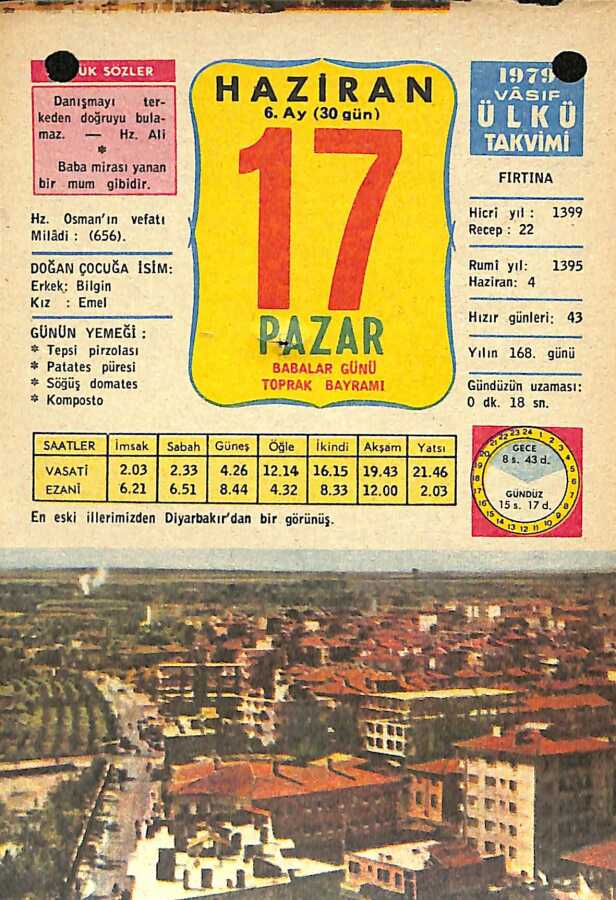 SÖZLER
Danışmayı ter-
keden doğruyu bula-
maz. — Hz. Ali
*
Baba mirası yanan
bir mum gibidir.
Hz. Osman'ın vefatı
Milâdi : (656).
DOĞAN ÇOCUĞA İSİM:
Erkek: Bilgin
Kız : Emel
GÜNÜN YEMEĞİ :
* Tepsi pirzolası
* Patates püresi
* Söğüş domates
* Komposto
HAZİRAN
6. Ay (30 gün)
17
PAZAR
BABALAR GÜNÜ
TOPRAK BAYRAMI
1979
VÂSIF
ÜLKÜ
TAKVİMİ
FIRTINA
Hicrî yıl : 1399
Recep : 22
Rumî yıl: 1395
Haziran: 4
Hızır günleri: 43
Yılın 168. günü
Gündüzün uzaması:
0 dk. 18 sn.
SAATLER İmsak Sabah Güneş Öğle İkindi Akşam Yatsı
VASATİ 2.03 2.33 4.26 12.14 16.15 19.43 21.46
EZANİ 6.21 6.51 8.44 4.32 8.33 12.00 2.03
GECE
8 s. 43 d.
GÜNDÜZ
15 s. 17 d.
En eski illerimizden Diyarbakır'dan bir görünüş.